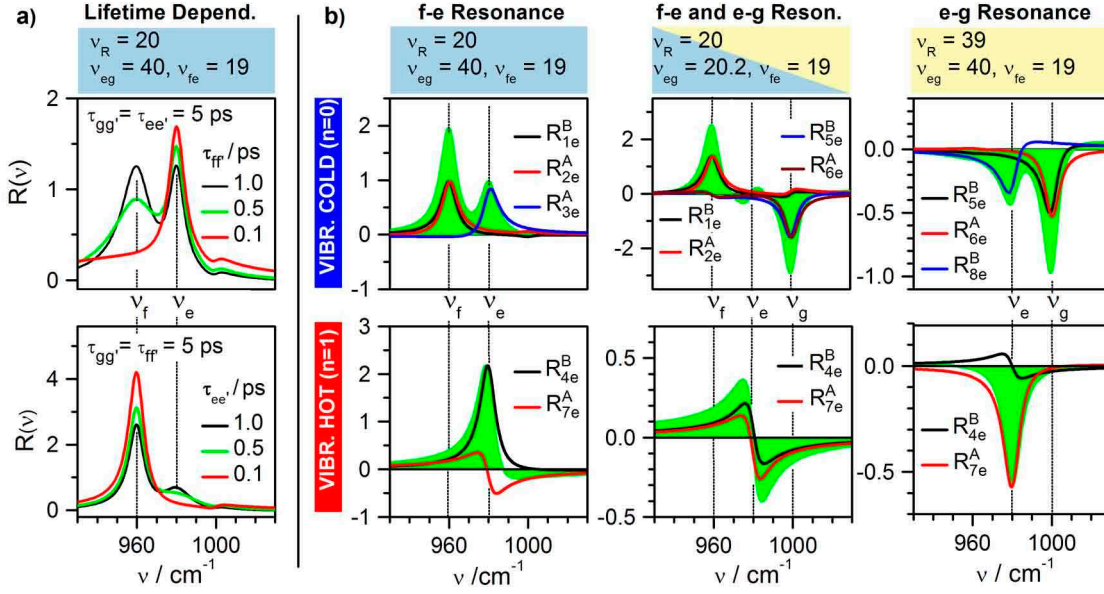 a)
Lifetime Depend.
ν_R = 20
ν_eg = 40, ν_fe = 19
2
1
0
R(ν)
τ_gg' = τ_ee' = 5 ps
τ_ff' / ps
1.0
0.5
0.1
ν_f ν_e
4
2
0
R(ν)
τ_gg' = τ_ff' = 5 ps
τ_ee' / ps
1.0
0.5
0.1
960 1000
ν / cm⁻¹
b)
f-e Resonance
ν_R = 20
ν_eg = 40, ν_fe = 19
VIBR. COLD (n=0)
2
1
0
-1
R^B_1e
R^A_2e
R^A_3e
ν_f ν_e
VIBR. HOT (n=1)
3
2
1
0
-1
R^B_4e
R^A_7e
960 1000
ν /cm⁻¹
f-e and e-g Reson.
ν_R = 20
ν_eg = 20.2, ν_fe = 19
2
0
-2
R^B_5e
R^A_6e
R^B_1e
R^A_2e
ν_f ν_e ν_g
0.5
0.0
-0.5
R^B_4e
R^A_7e
960 1000
ν / cm⁻¹
e-g Resonance
ν_R = 39
ν_eg = 40, ν_fe = 19
0.0
-0.5
-1.0
R^B_5e
R^A_6e
R^B_8e
ν_e ν_g
0.0
-0.5
R^B_4e
R^A_7e
960 1000
ν / cm⁻¹